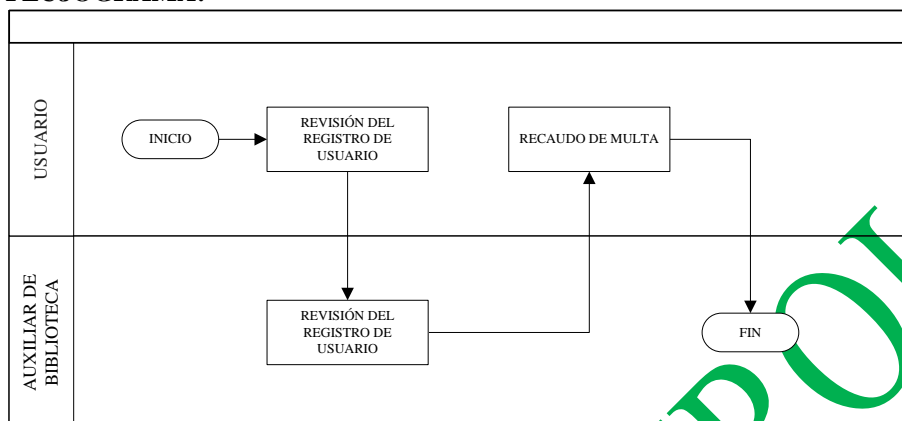 USUARIO
INICIO
REVISIÓN DEL
REGISTRO DE
USUARIO
RECAUDO DE MULTA
AUXILIAR DE
BIBLIOTECA
REVISIÓN DEL
REGISTRO DE
USUARIO
FIN